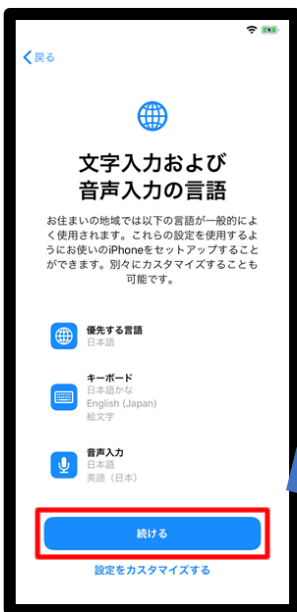 戻る
文字入力および
音声入力の言語
お住まいの地域では以下の言語が一般的によ
く使用されます。これらの設定を使用するよ
うにお使いのiPhoneをセットアップすること
ができます。別々にカスタマイズすることも
可能です。
優先する言語
日本語
キーボード
日本語かな
English (Japan)
絵文字
音声入力
日本語
英語（日本）
続ける
設定をカスタマイズする